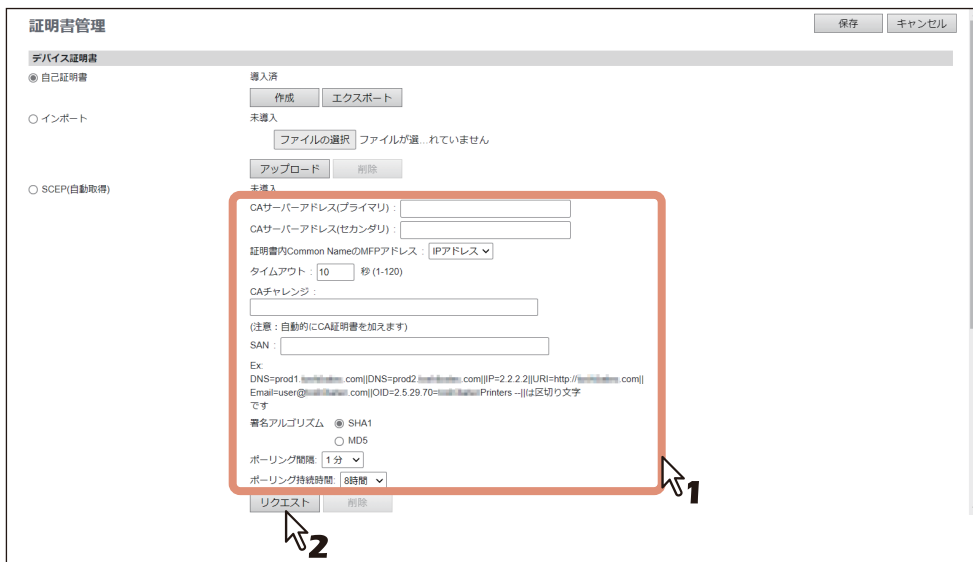 証明書管理
保存 キャンセル
デバイス証明書
自己証明書 導入済
作成 エクスポート
インポート 未導入
ファイルの選択 ファイルが選...れていません
アップロード 削除
SCEP(自動取得) 未導入
CAサーバーアドレス(プライマリ) :
CAサーバーアドレス(セカンダリ) :
証明書内Common NameのMFPアドレス : IPアドレス
タイムアウト : 10 秒 (1-120)
CAチャレンジ :
(注意：自動的にCA証明書を加えます)
SAN :
Ex:
DNS=prod1. .com||DNS=prod2. .com||IP=2.2.2.2||URI=http:// .com||
Email=user@ .com||OID=2.5.29.70= Printers --||は区切り文字
です
署名アルゴリズム SHA1
MD5
ポーリング間隔: 1 分
ポーリング持続時間: 8時間
1
リクエスト 削除
2